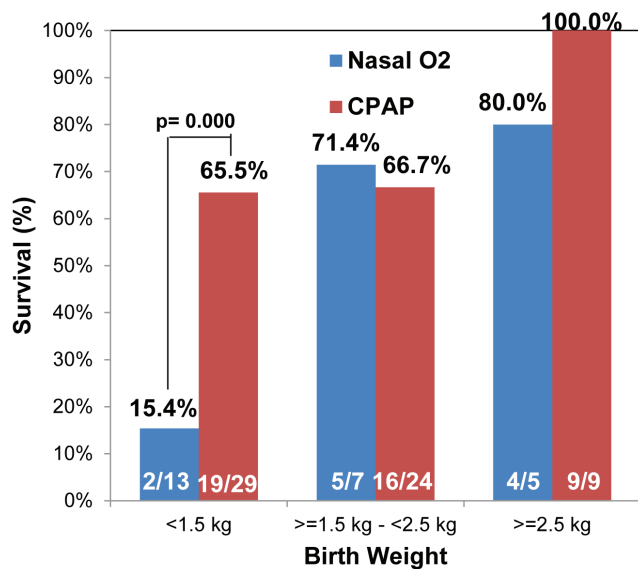 100%
90%
80%
70%
60%
50%
40%
30%
20%
10%
0%
Survival (%)
Nasal O2
CPAP
p= 0.000
15.4%
65.5%
71.4%
66.7%
80.0%
100.0%
2/13
19/29
5/7
16/24
4/5
9/9
<1.5 kg
>=1.5 kg - <2.5 kg
>=2.5 kg
Birth Weight